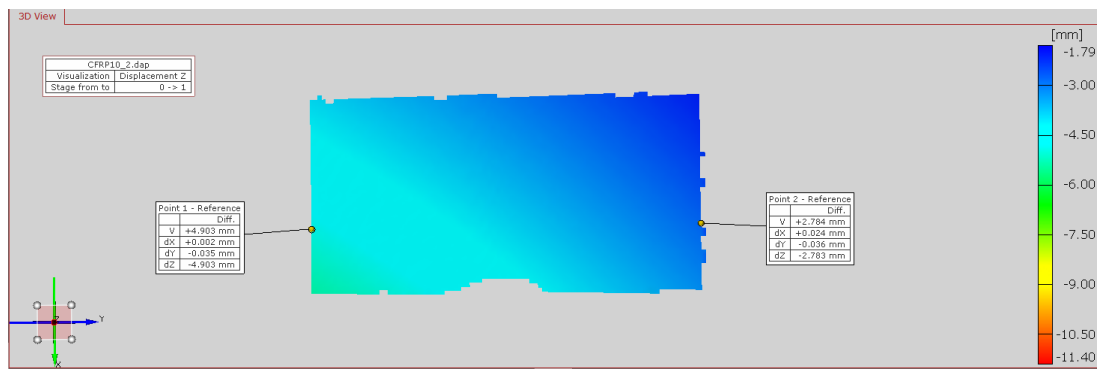 3D View
CFRP10_2.dap
Visualization Displacement Z
Stage from to 0 -> 1
Point 1 - Reference
Diff.
V +4.903 mm
dX +0.002 mm
dY -0.035 mm
dZ -4.903 mm
Point 2 - Reference
Diff.
V +2.784 mm
dX +0.024 mm
dY -0.036 mm
dZ -2.783 mm
[mm]
-1.79
-3.00
-4.50
-6.00
-7.50
-9.00
-10.50
-11.40
Z
Y
X